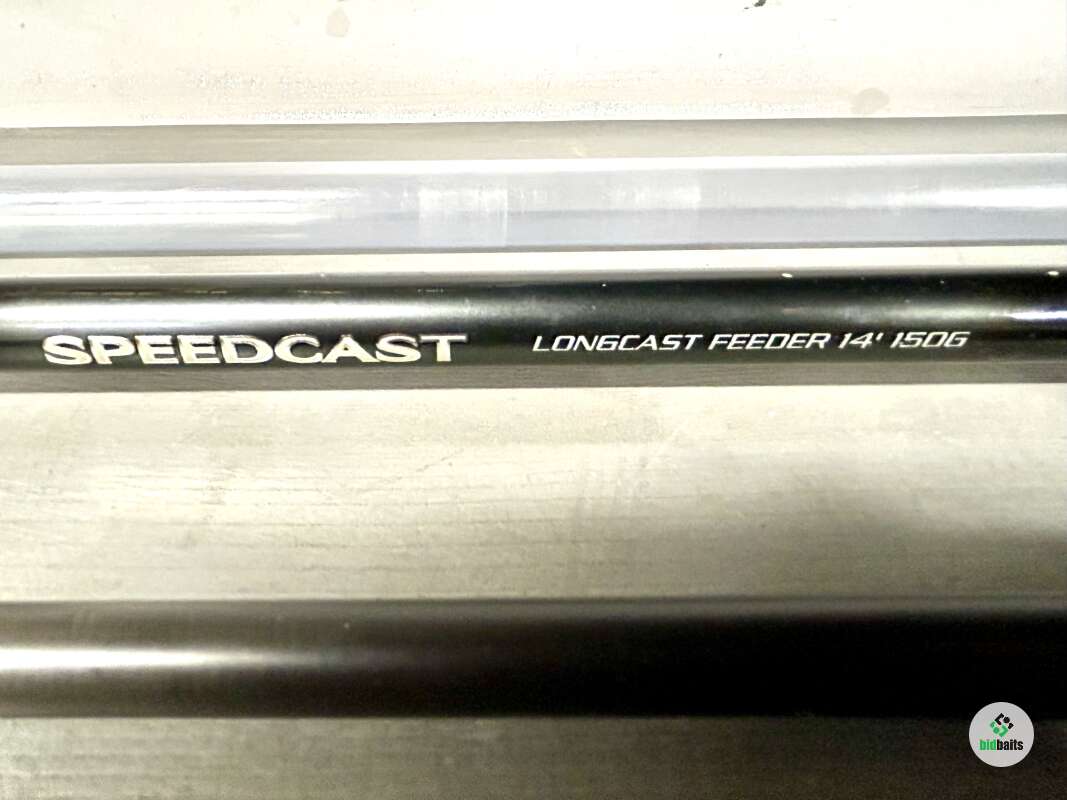 SPEEDCAST LONGCAST FEEDER 14' 150G
bidbaits